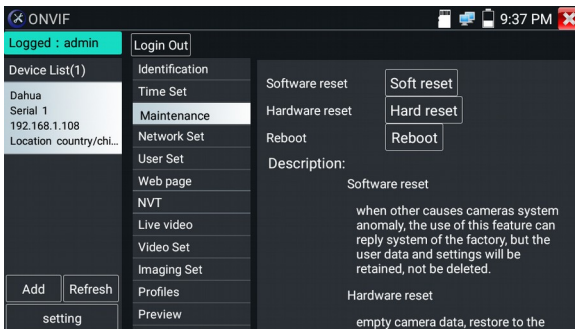 ONVIF
9:37 PM
Logged : admin
Login Out
Device List(1)
Dahua
Serial 1
192.168.1.108
Location country/chi...
Add
Refresh
setting
Identification
Time Set
Maintenance
Network Set
User Set
Web page
NVT
Live video
Video Set
Imaging Set
Profiles
Preview
Software reset
Soft reset
Hardware reset
Hard reset
Reboot
Reboot
Description:
Software reset
when other causes cameras system
anomaly, the use of this feature can
reply system of the factory, but the
user data and settings will be
retained, not be deleted.
Hardware reset
empty camera data, restore to the